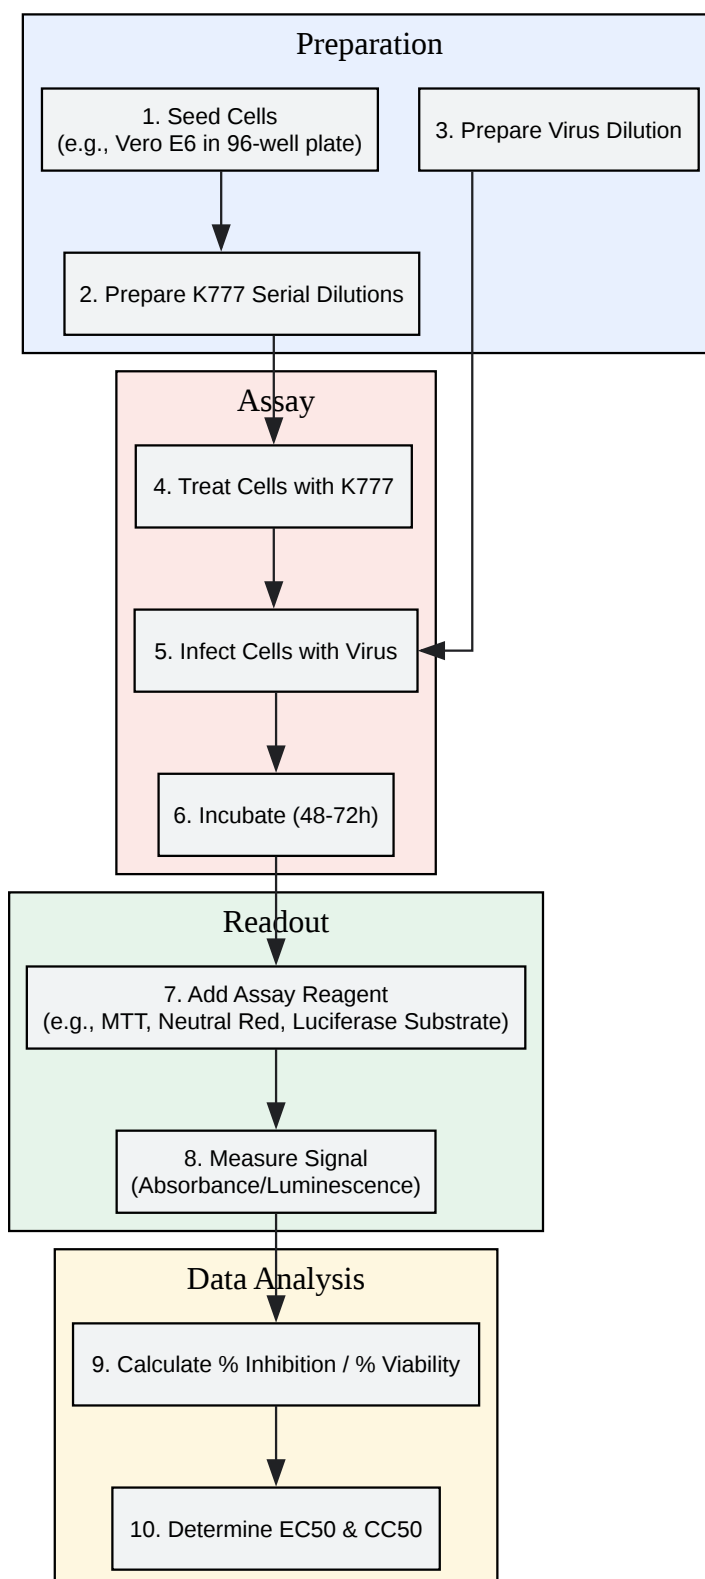 Preparation
1. Seed Cells
(e.g., Vero E6 in 96-well plate)
3. Prepare Virus Dilution
2. Prepare K777 Serial Dilutions
Assay
4. Treat Cells with K777
5. Infect Cells with Virus
6. Incubate (48-72h)
Readout
7. Add Assay Reagent
(e.g., MTT, Neutral Red, Luciferase Substrate)
8. Measure Signal
(Absorbance/Luminescence)
Data Analysis
9. Calculate % Inhibition / % Viability
10. Determine EC50 & CC50